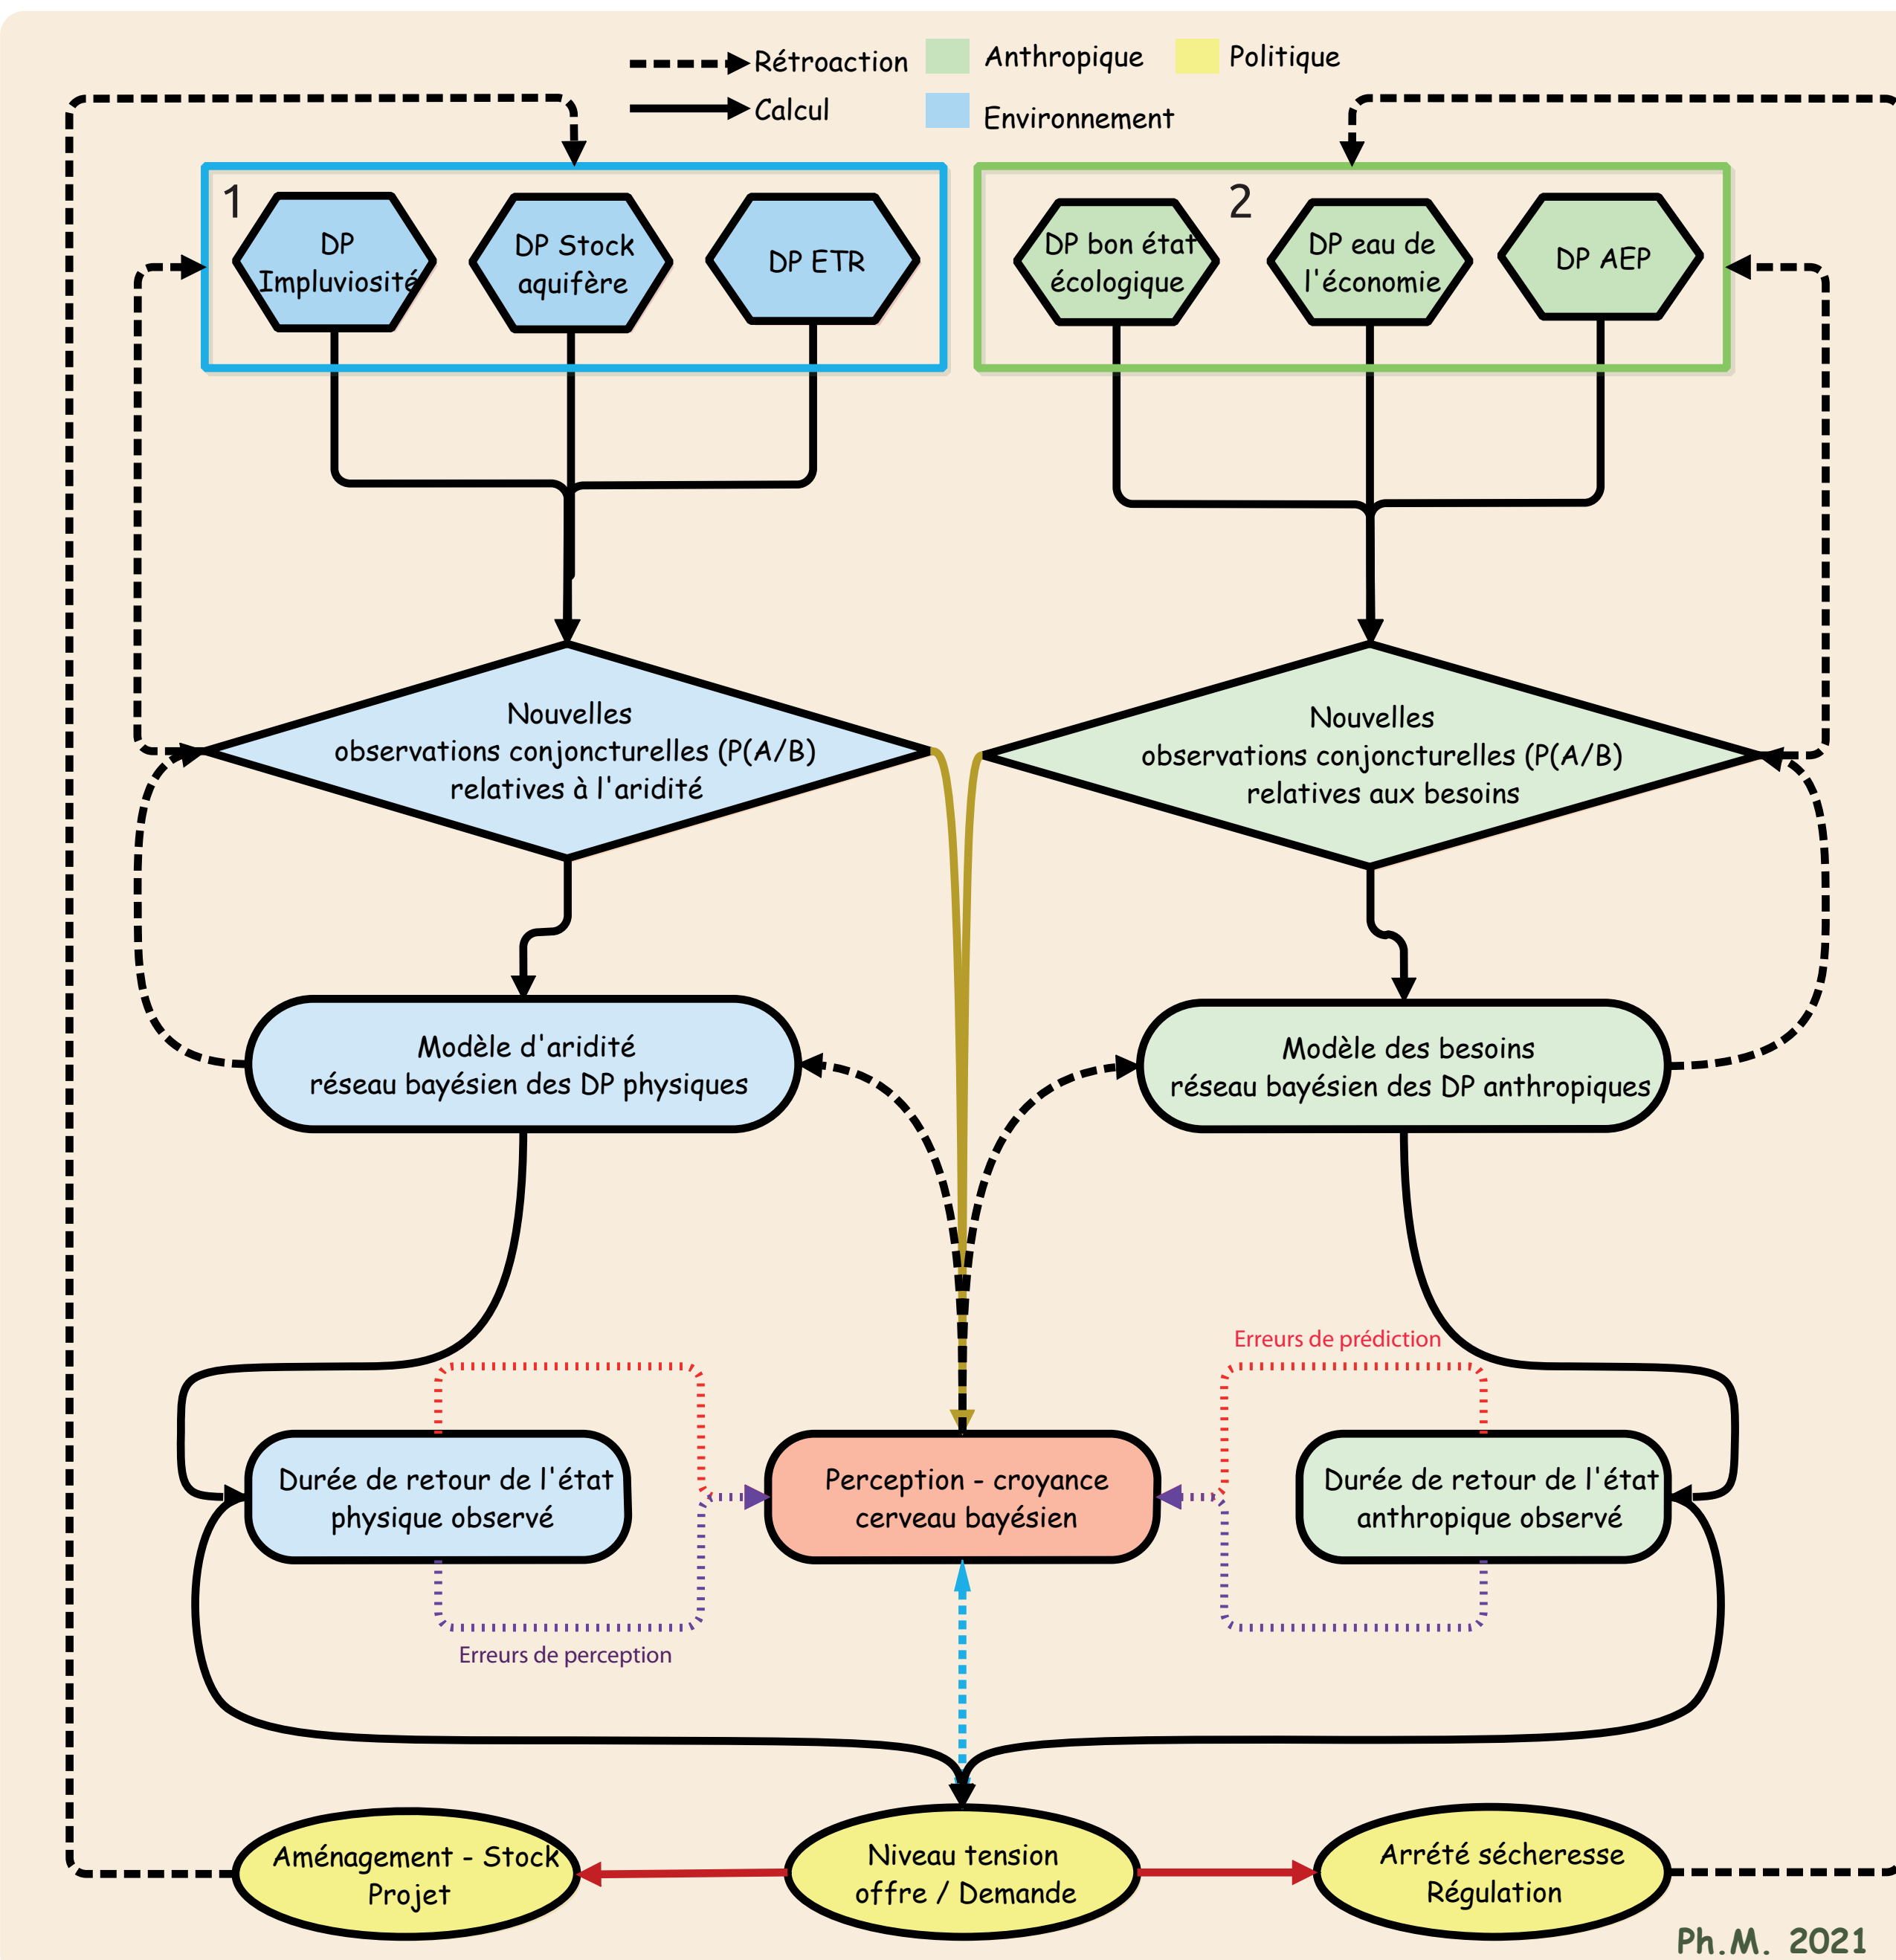 Rétroaction
Anthropique
Politique
Calcul
Environnement
1
DP
Impluviosité
DP Stock
aquifère
DP ETR
2
DP bon état
écologique
DP eau de
l'économie
DP AEP
Nouvelles
observations conjoncturelles (P(A/B)
relatives à l'aridité
Nouvelles
observations conjoncturelles (P(A/B)
relatives aux besoins
Modèle d'aridité
réseau bayésien des DP physiques
Modèle des besoins
réseau bayésien des DP anthropiques
Erreurs de prédiction
Durée de retour de l'état
physique observé
Perception - croyance
cerveau bayésien
Durée de retour de l'état
anthropique observé
Erreurs de perception
Aménagement - Stock
Projet
Niveau tension
offre / Demande
Arrété sécheresse
Régulation
Ph.M. 2021